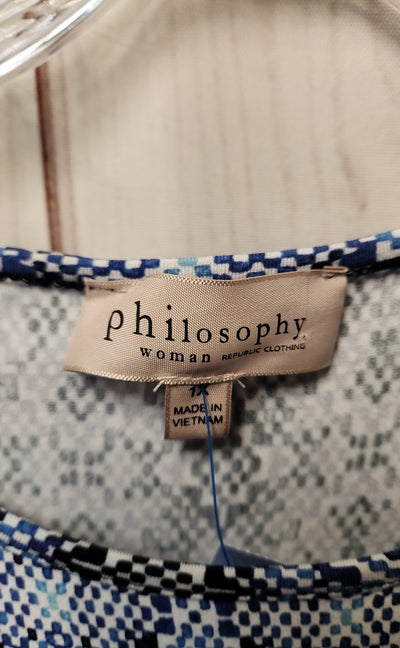 philosophy
woman REPUBLIC CLOTHING
1X
MADE IN
VIETNAM